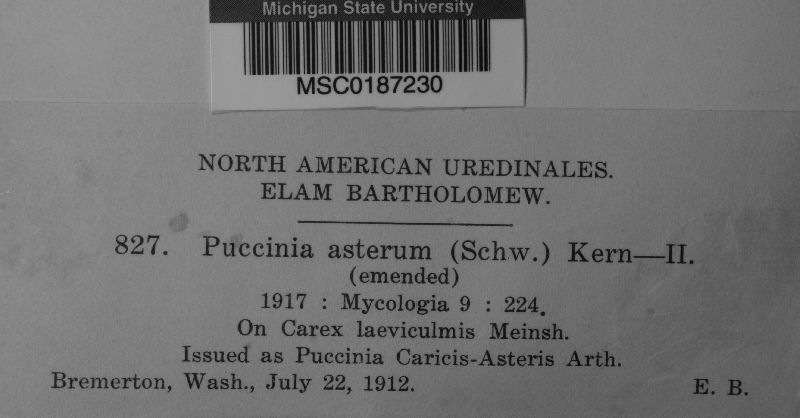 Michigan State University
MSC0187230
NORTH AMERICAN UREDINALES.
ELAM BARTHOLOMEW.
827. Puccinia asterum (Schw.) Kern—II.
(emended)
1917 : Mycologia 9 : 224.
On Carex laeviculmis Meinsh.
Issued as Puccinia Caricis-Asteris Arth.
Bremerton, Wash., July 22, 1912. E. B.